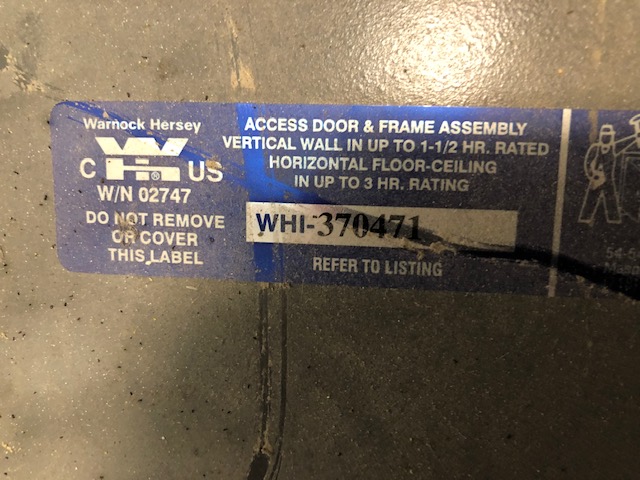 Warnock Hersey
C WH® US
W/N 02747
DO NOT REMOVE
OR COVER
THIS LABEL
ACCESS DOOR & FRAME ASSEMBLY
VERTICAL WALL IN UP TO 1-1/2 HR. RATED
HORIZONTAL FLOOR-CEILING
IN UP TO 3 HR. RATING
WHI-370471
REFER TO LISTING